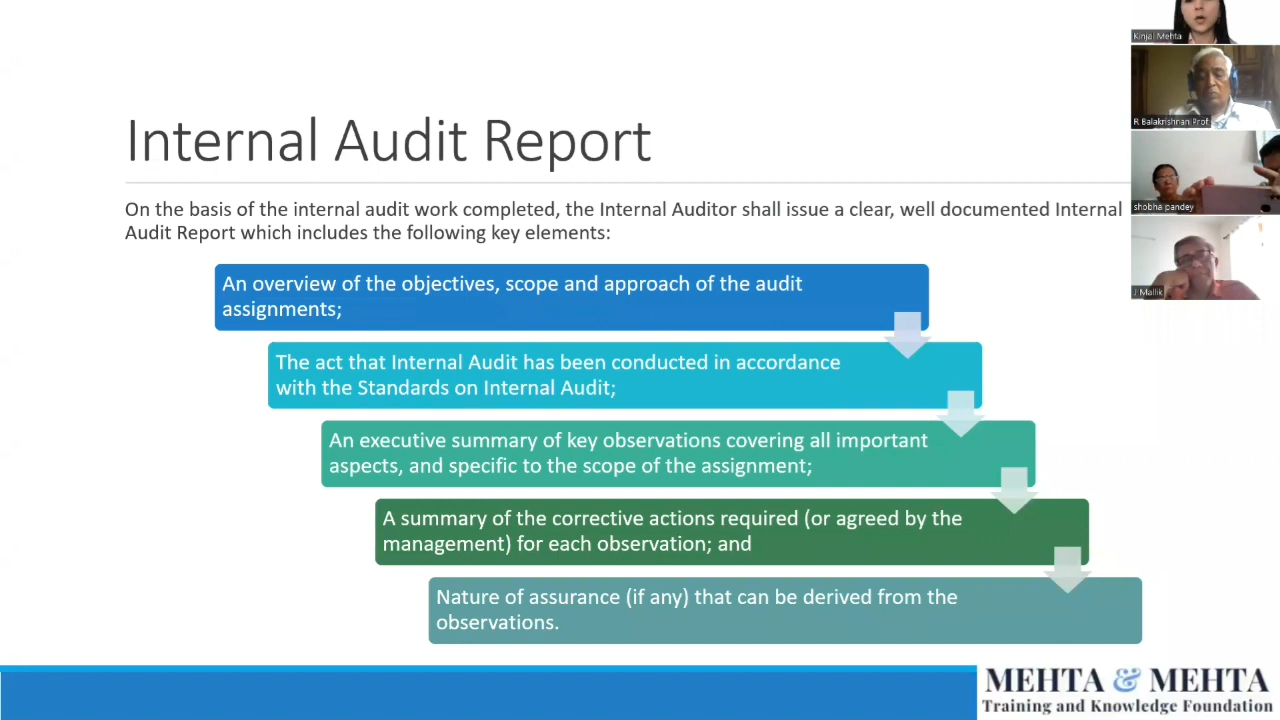 Internal Audit Report
On the basis of the internal audit work completed, the Internal Auditor shall issue a clear, well documented Internal
Audit Report which includes the following key elements:
An overview of the objectives, scope and approach of the audit
assignments;
The act that Internal Audit has been conducted in accordance
with the Standards on Internal Audit;
An executive summary of key observations covering all important
aspects, and specific to the scope of the assignment;
A summary of the corrective actions required (or agreed by the
management) for each observation; and
Nature of assurance (if any) that can be derived from the
observations.
Kinjal Mehta
R Balakrishnan Prof.
shobha pandey
J Mallik
MEHTA & MEHTA
Training and Knowledge Foundation